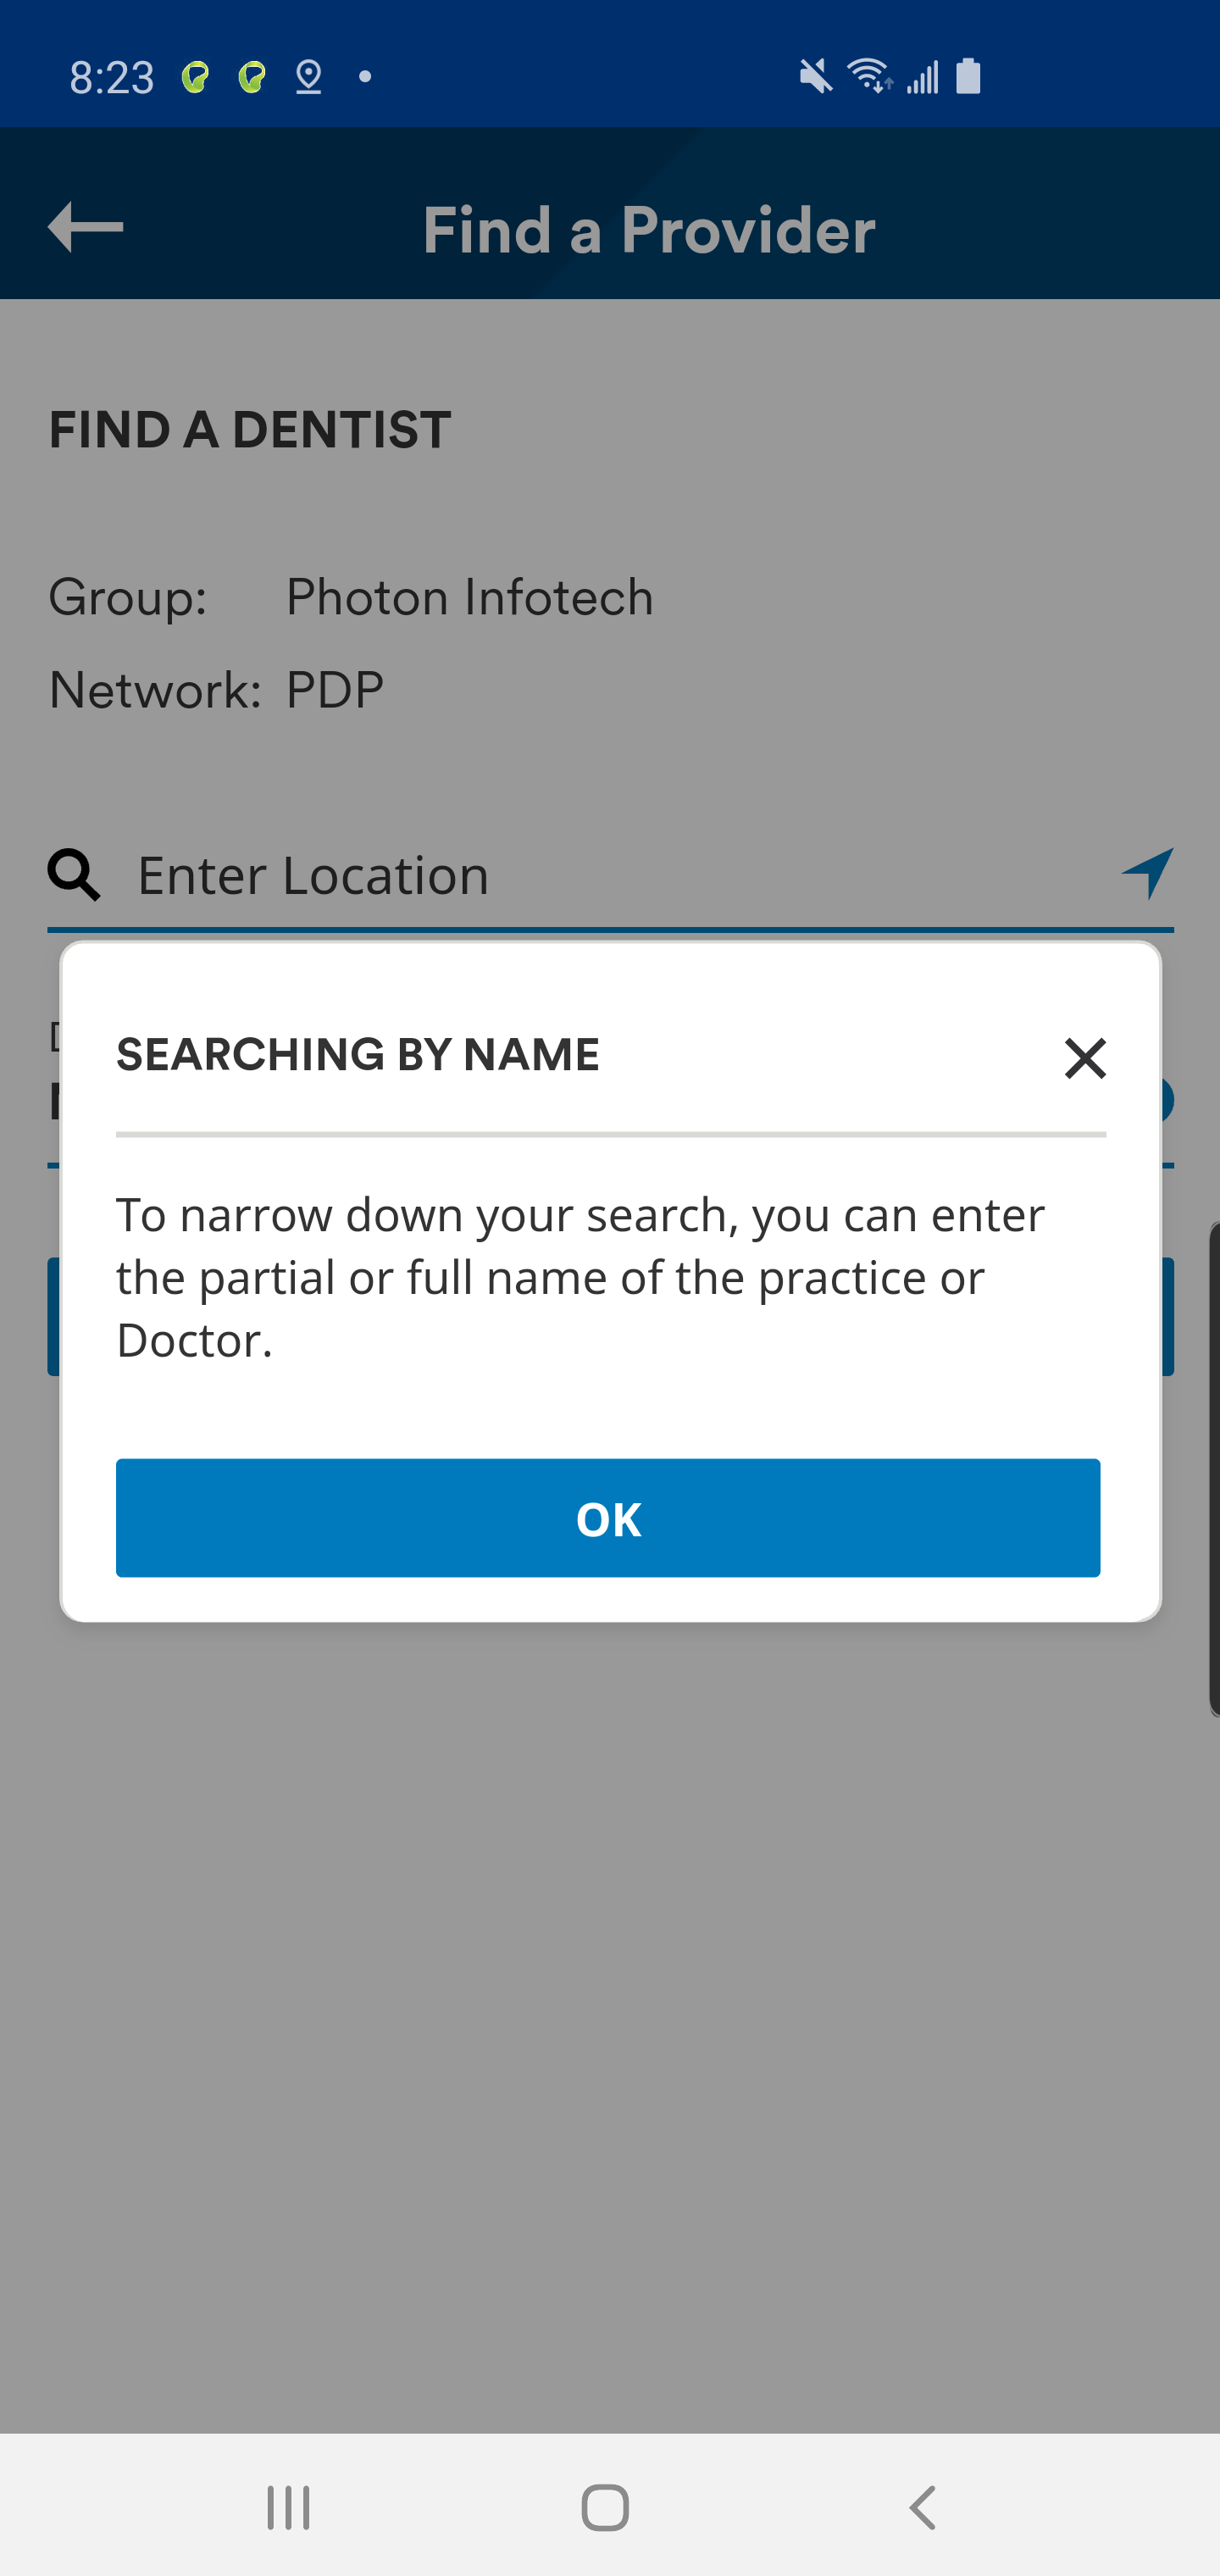 8:23
Find a Provider
FIND A DENTIST
Group: Photon Infotech
Network: PDP
Enter Location
SEARCHING BY NAME
To narrow down your search, you can enter
the partial or full name of the practice or
Doctor.
OK